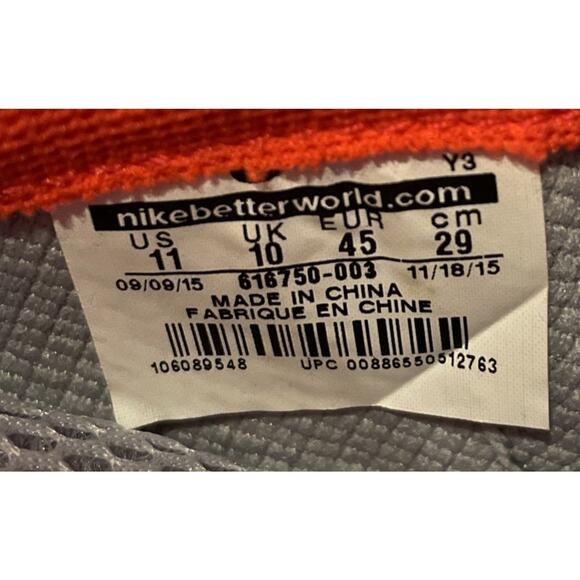 Y3
nikebetterworld.com
US UK EUR cm
11 10 45 29
09/09/15 616750-003 11/18/15
MADE IN CHINA
FABRIQUE EN CHINE
106089548 UPC 00886550512763